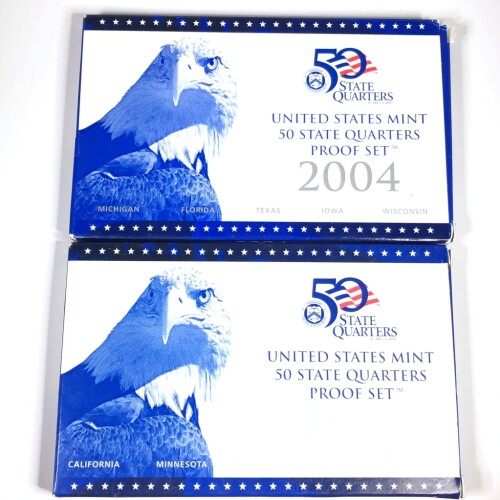 50
STATE
QUARTERS
UNITED STATES MINT
50 STATE QUARTERS
PROOF SET™
2004
MICHIGAN FLORIDA TEXAS IOWA WISCONSIN
50
STATE
QUARTERS
UNITED STATES MINT
50 STATE QUARTERS
PROOF SET™
CALIFORNIA MINNESOTA